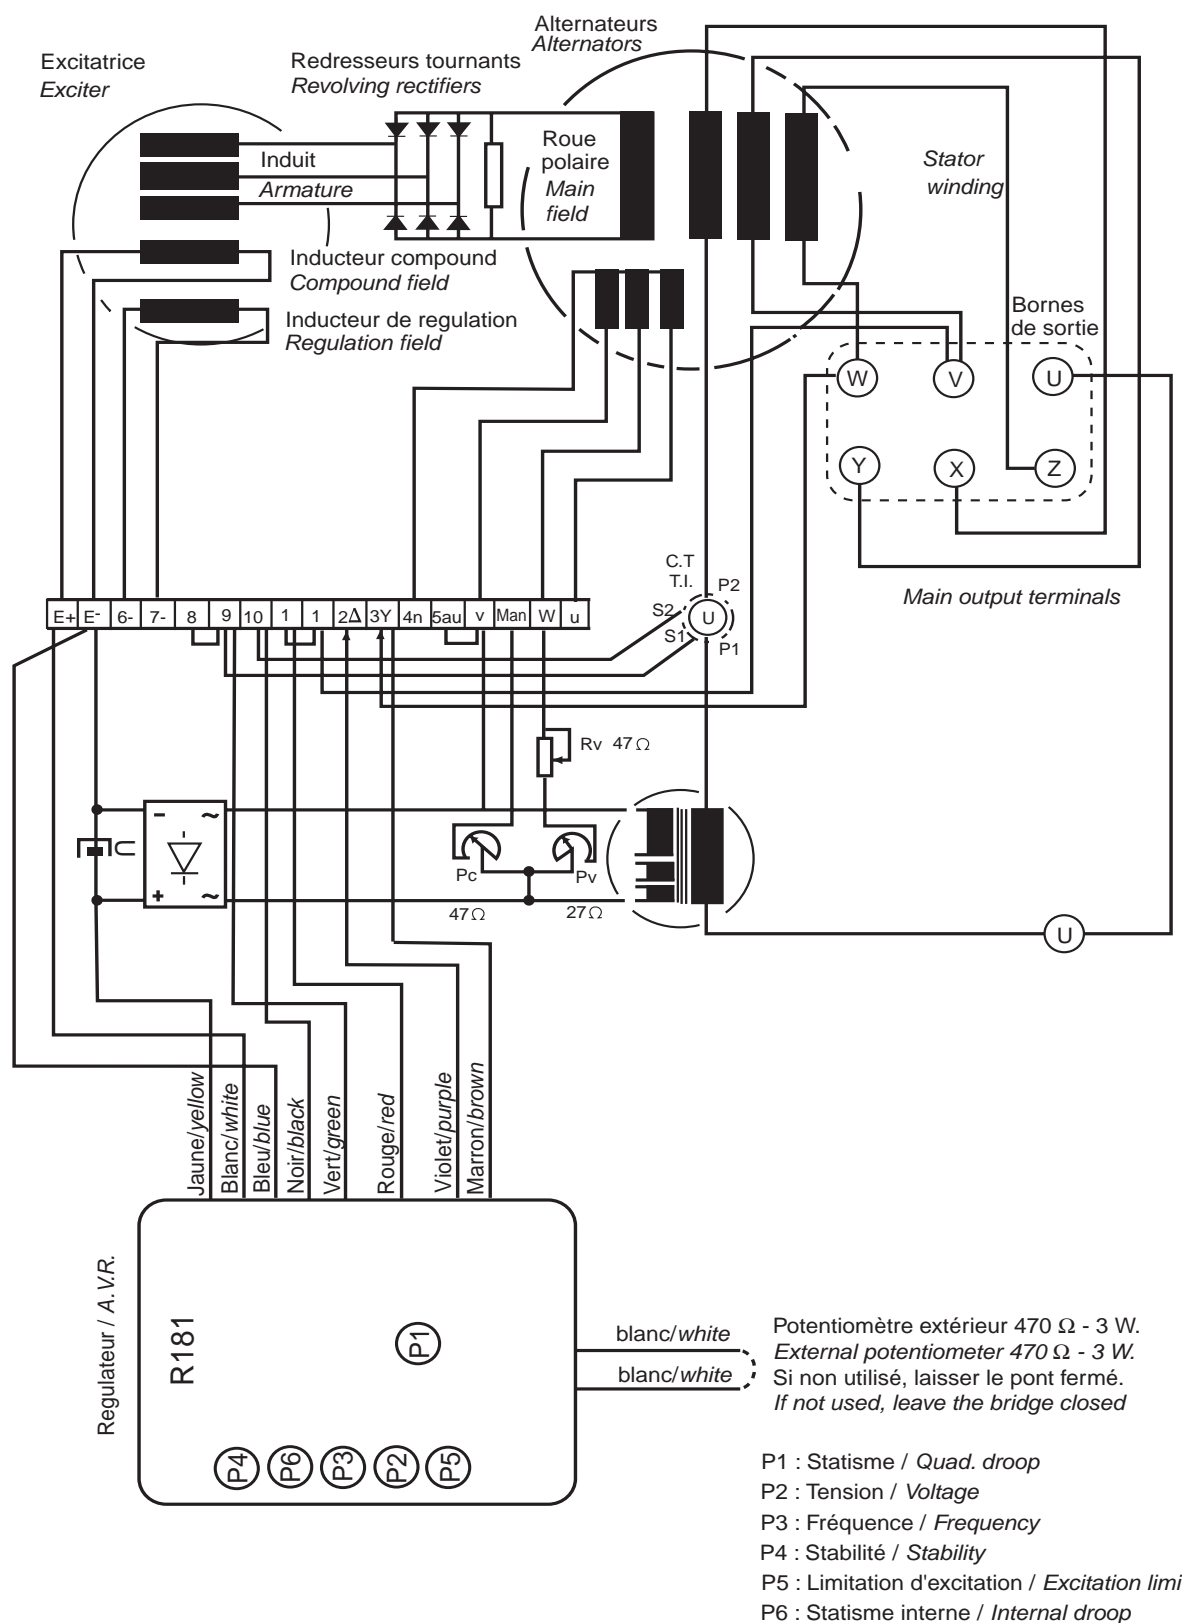 Alternateurs
Alternators
Excitatrice
Exciter
Redresseurs tournants
Revolving rectifiers
Induit
Armature
Roue
polaire
Main
field
Stator
winding
Inducteur compound
Compound field
Inducteur de regulation
Regulation field
Bornes
de sortie
W V U
Y X Z
Main output terminals
C.T
T.I.
P2
S2
U
S1
P1
E+ E- 6- 7- 8 9 10 1 1 2Δ 3Y 4n 5au v Man W u
Rv 47Ω
- ~
U
+ ~
Pc
Pv
47Ω
27Ω
U
Jaune/yellow
Blanc/white
Bleu/blue
Noir/black
Vert/green
Rouge/red
Violet/purple
Marron/brown
Regulateur / A.V.R.
R181
P1
P4
P6
P3
P2
P5
blanc/white
blanc/white
Potentiomètre extérieur 470 Ω - 3 W.
External potentiometer 470 Ω - 3 W.
Si non utilisé, laisser le pont fermé.
If not used, leave the bridge closed
P1 : Statisme / Quad. droop
P2 : Tension / Voltage
P3 : Fréquence / Frequency
P4 : Stabilité / Stability
P5 : Limitation d'excitation / Excitation limi
P6 : Statisme interne / Internal droop